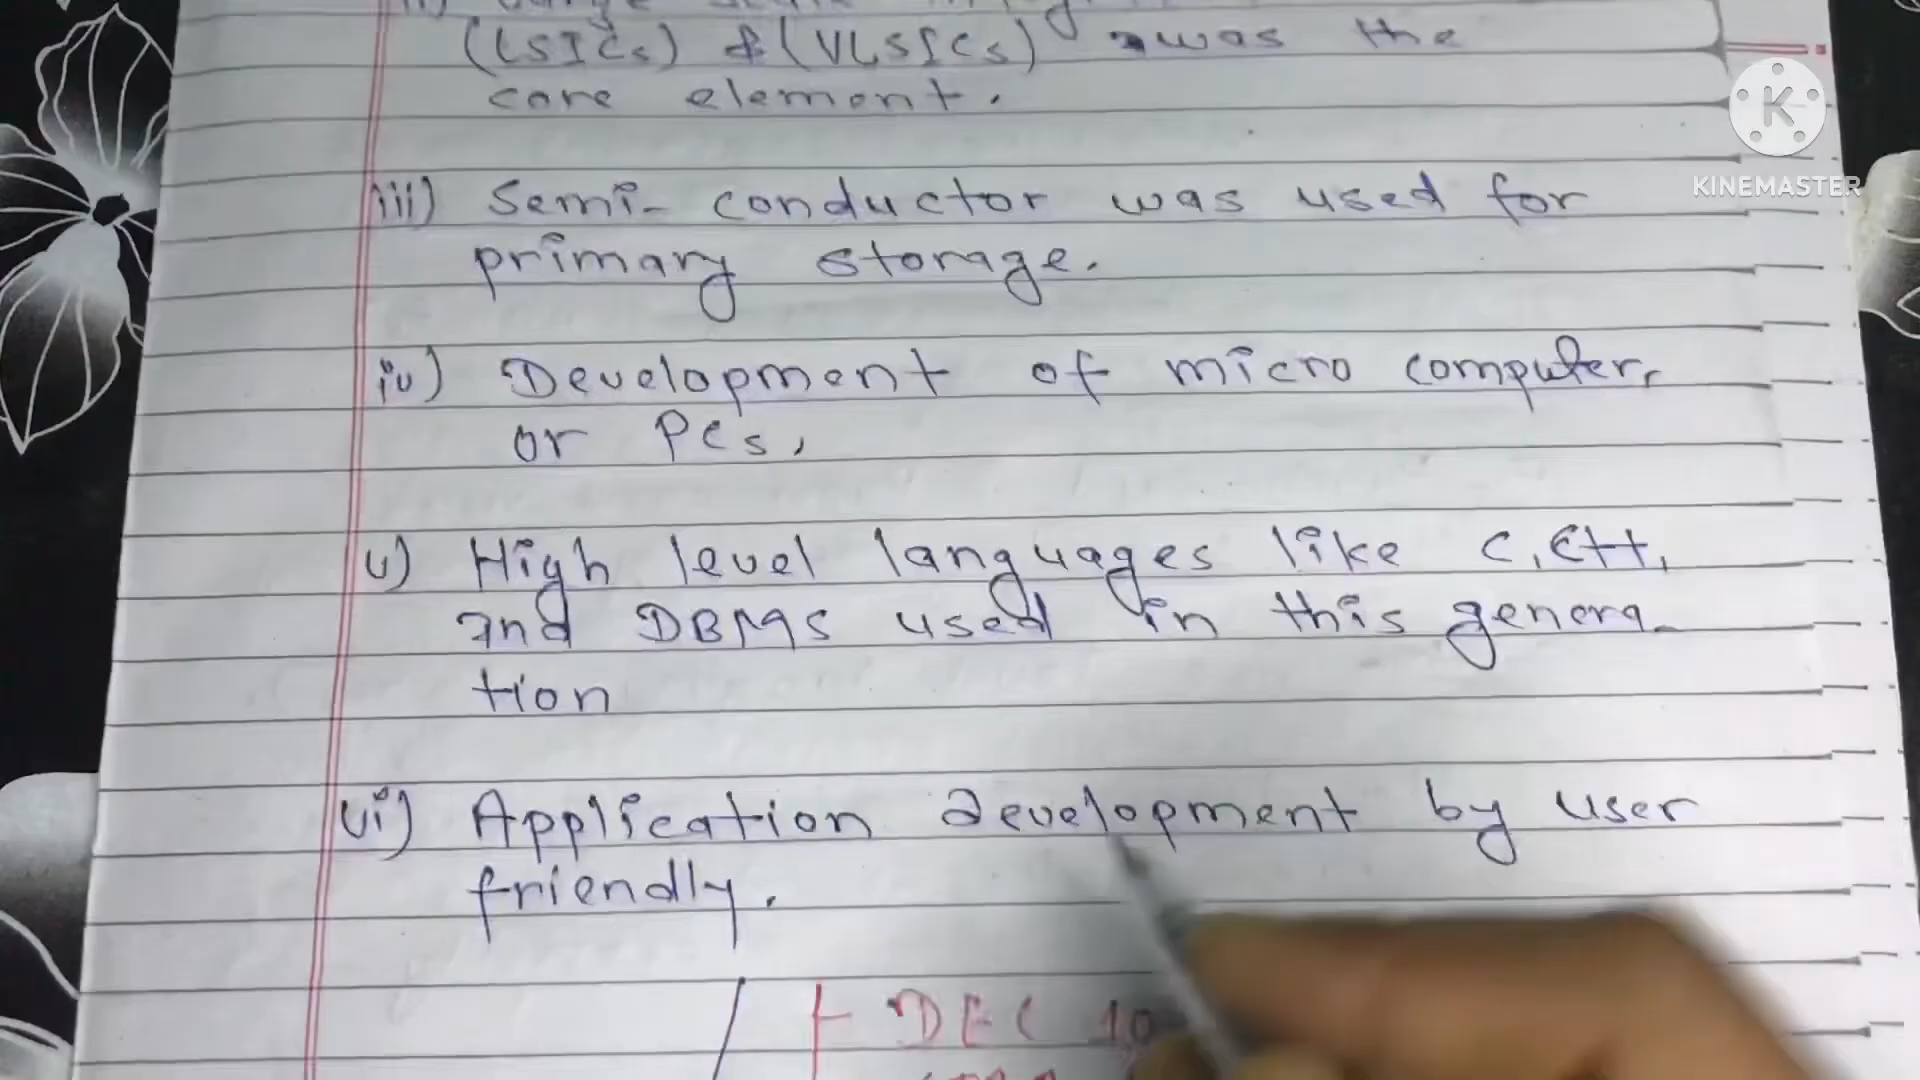 (LSICs) & (VLSICs) was the
core element.
iii) Semi- conductor was used for
primary storage.
iv) Development of micro computer,
or PCs,
v) High level languages like C, C++,
and DBMS used in this genera-
tion
vi) Application development by user
friendly.
DEC 10
K
KINEMASTER